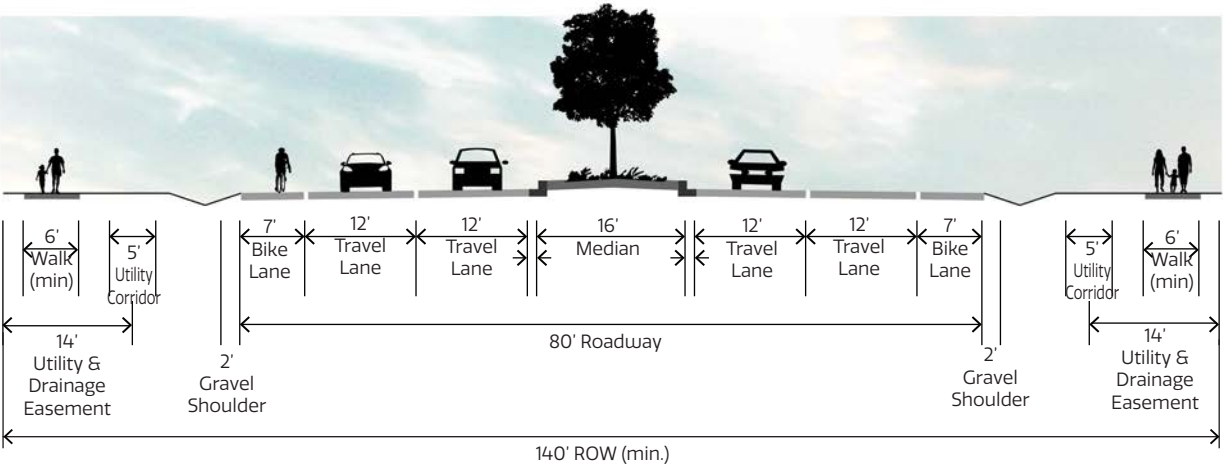 6'
Walk
(min)
5'
Utility
Corridor
7'
Bike
Lane
12'
Travel
Lane
12'
Travel
Lane
16'
Median
12'
Travel
Lane
12'
Travel
Lane
7'
Bike
Lane
5'
Utility
Corridor
6'
Walk
(min)
14'
Utility &
Drainage
Easement
2'
Gravel
Shoulder
80' Roadway
2'
Gravel
Shoulder
14'
Utility &
Drainage
Easement
140' ROW (min.)